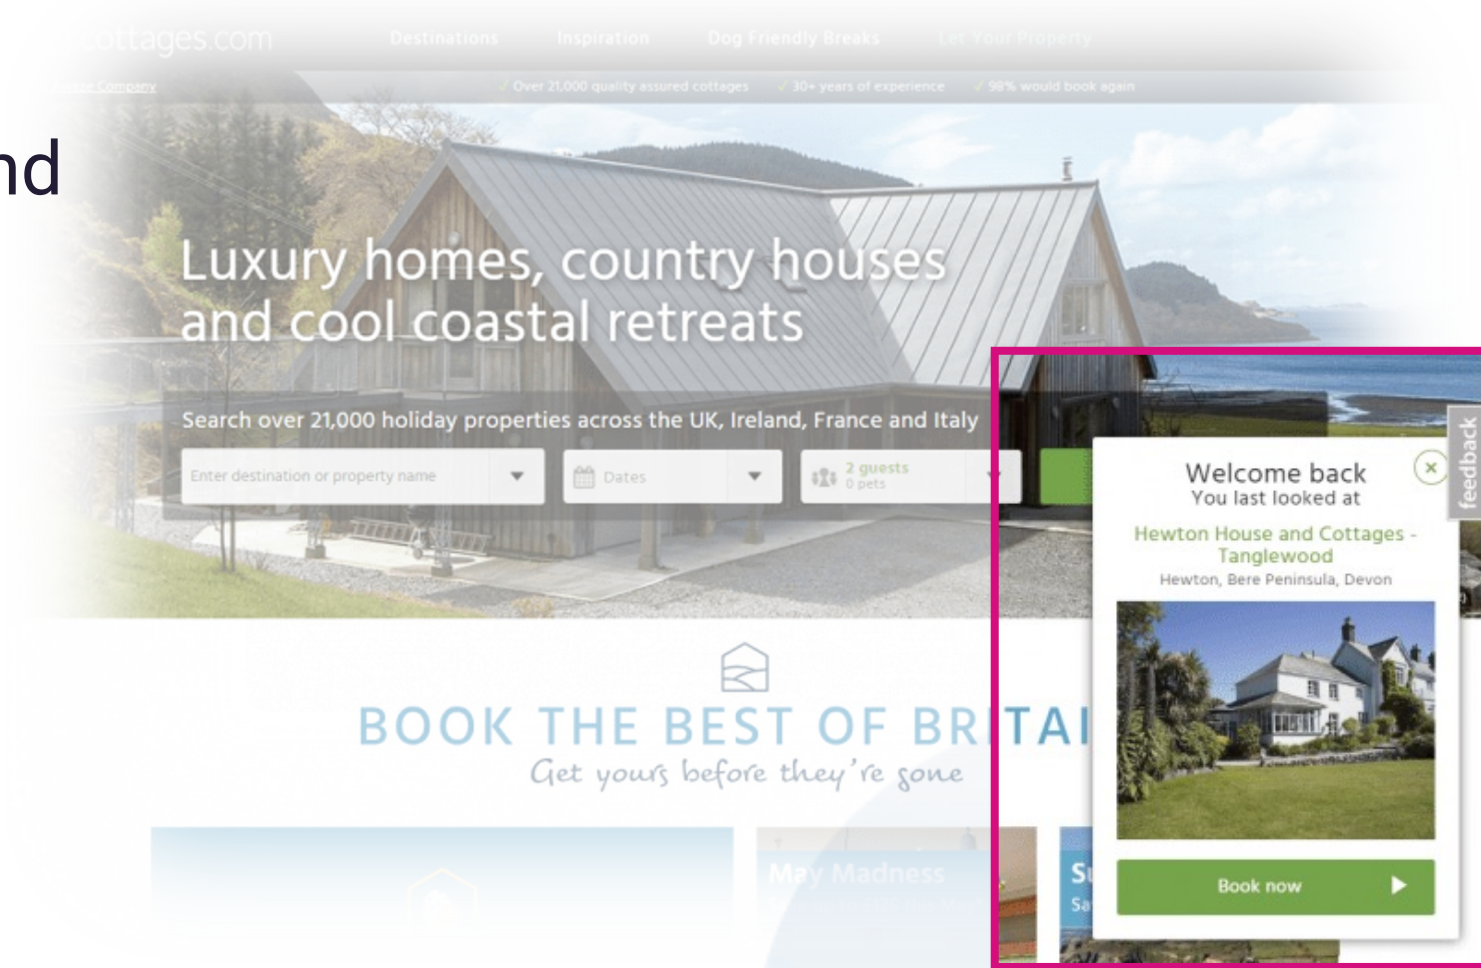 cottages.com
Destinations Inspiration Dog Friendly Breaks Let Your Property
Company
✓ Over 21,000 quality assured cottages ✓ 30+ years of experience ✓ 98% would book again
nd
Luxury homes, country houses
and cool coastal retreats
Search over 21,000 holiday properties across the UK, Ireland, France and Italy
Enter destination or property name
Dates
2 guests
0 pets
feedback
Welcome back
You last looked at
Hewton House and Cottages -
Tanglewood
Hewton, Bere Peninsula, Devon
Book now
BOOK THE BEST OF BRITAI
Get yours before they're gone
May Madness
Su
Sa